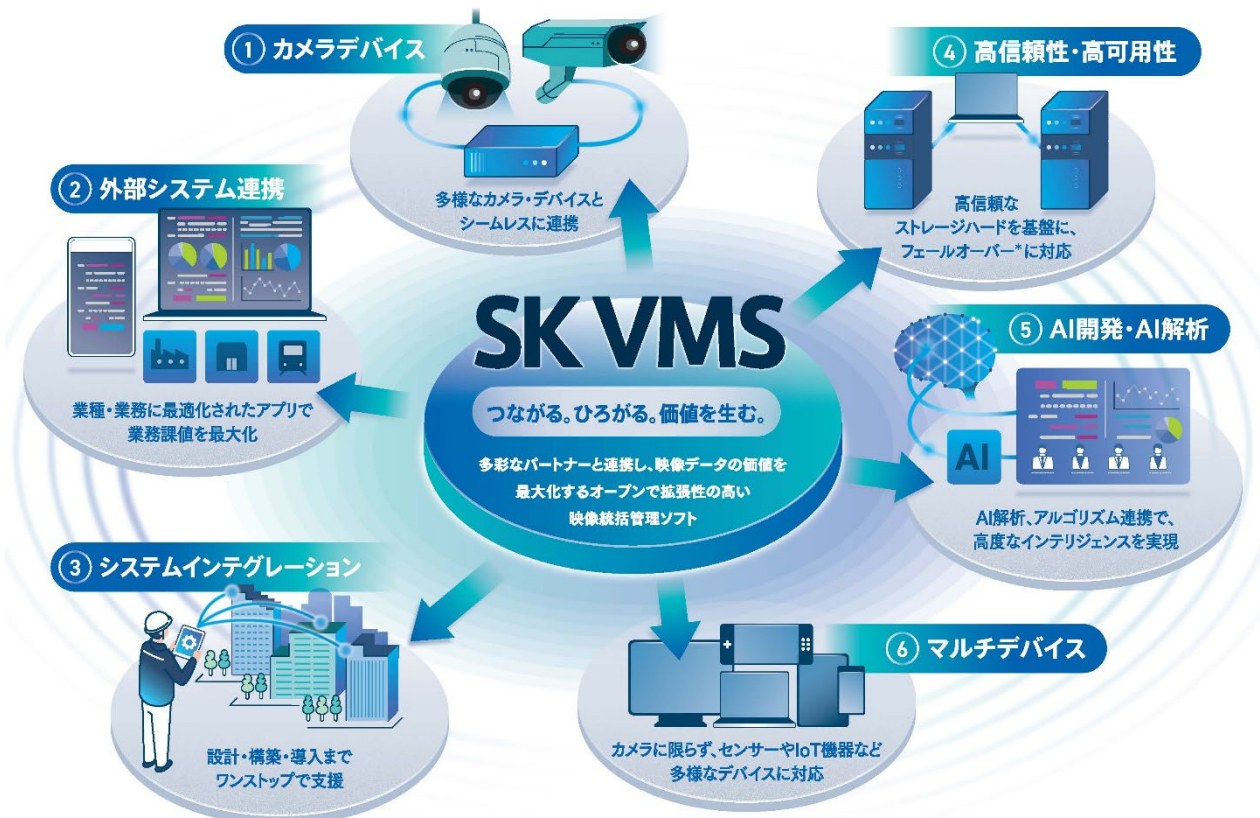 ① カメラデバイス
多様なカメラ・デバイスと
シームレスに連携
② 外部システム連携
業種・業務に最適化されたアプリで
業務課値を最大化
③ システムインテグレーション
設計・構築・導入まで
ワンストップで支援
SK VMS
つながる。ひろがる。価値を生む。
多彩なパートナーと連携し、映像データの価値を
最大化するオープンで拡張性の高い
映像統括管理ソフト
④ 高信頼性・高可用性
高信頼な
ストレージハードを基盤に、
フェールオーバー*に対応
⑤ AI開発・AI解析
AI
AI解析、アルゴリズム連携で、
高度なインテリジェンスを実現
⑥ マルチデバイス
カメラに限らず、センサーやIoT機器など
多様なデバイスに対応